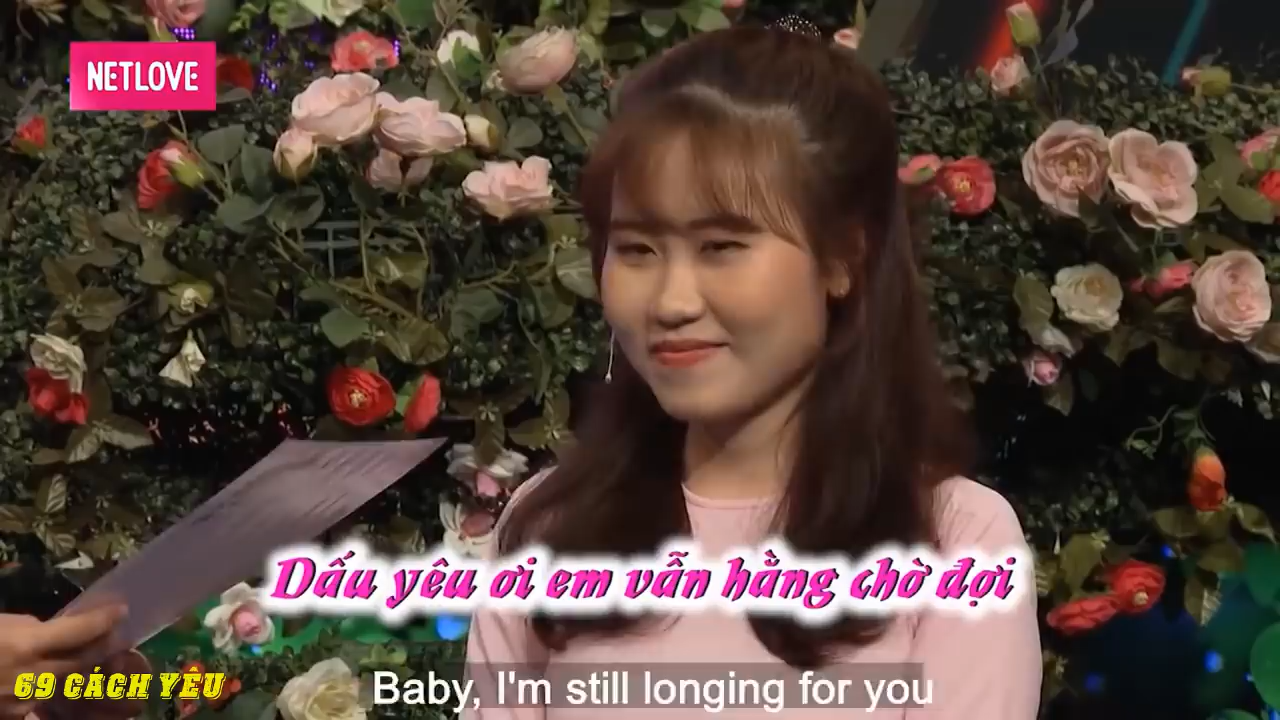 NETLOVE
Dấu yêu ơi em vẫn hằng chờ đợi
69 CÁCH YÊU
Baby, I'm still longing for you